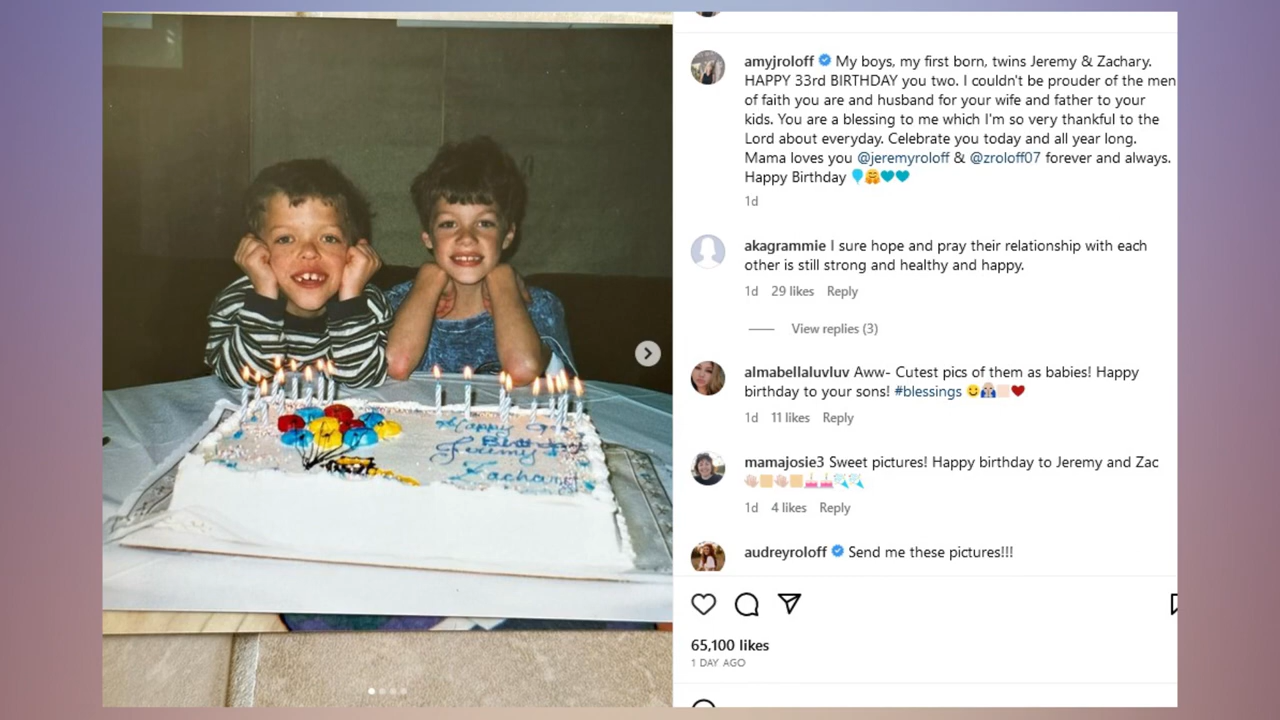 Happy
Birthday
Jeremy
Zachary
amyjroloff My boys, my first born, twins Jeremy & Zachary.
HAPPY 33rd BIRTHDAY you two. I couldn't be prouder of the men
of faith you are and husband for your wife and father to your
kids. You are a blessing to me which I'm so very thankful to the
Lord about everyday. Celebrate you today and all year long.
Mama loves you @jeremyroloff & @zroloff07 forever and always.
Happy Birthday 🎈🤗🩵🩵
1d
akagrammie I sure hope and pray their relationship with each
other is still strong and healthy and happy.
1d 29 likes Reply
View replies (3)
almabellaluvluv Aww- Cutest pics of them as babies! Happy
birthday to your sons! #blessings
1d 11 likes Reply
mamajosie3 Sweet pictures! Happy birthday to Jeremy and Zac
1d 4 likes Reply
audreyroloff Send me these pictures!!!
65,100 likes
1 DAY AGO